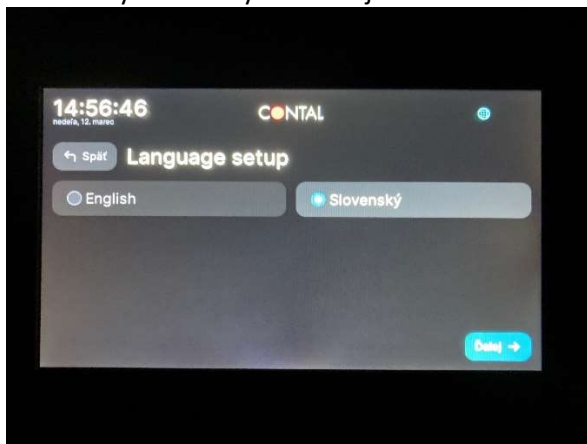 14:56:46
nedeľa, 12. marec
CONTAL
Späť
Language setup
English
Slovenský
Ďalej